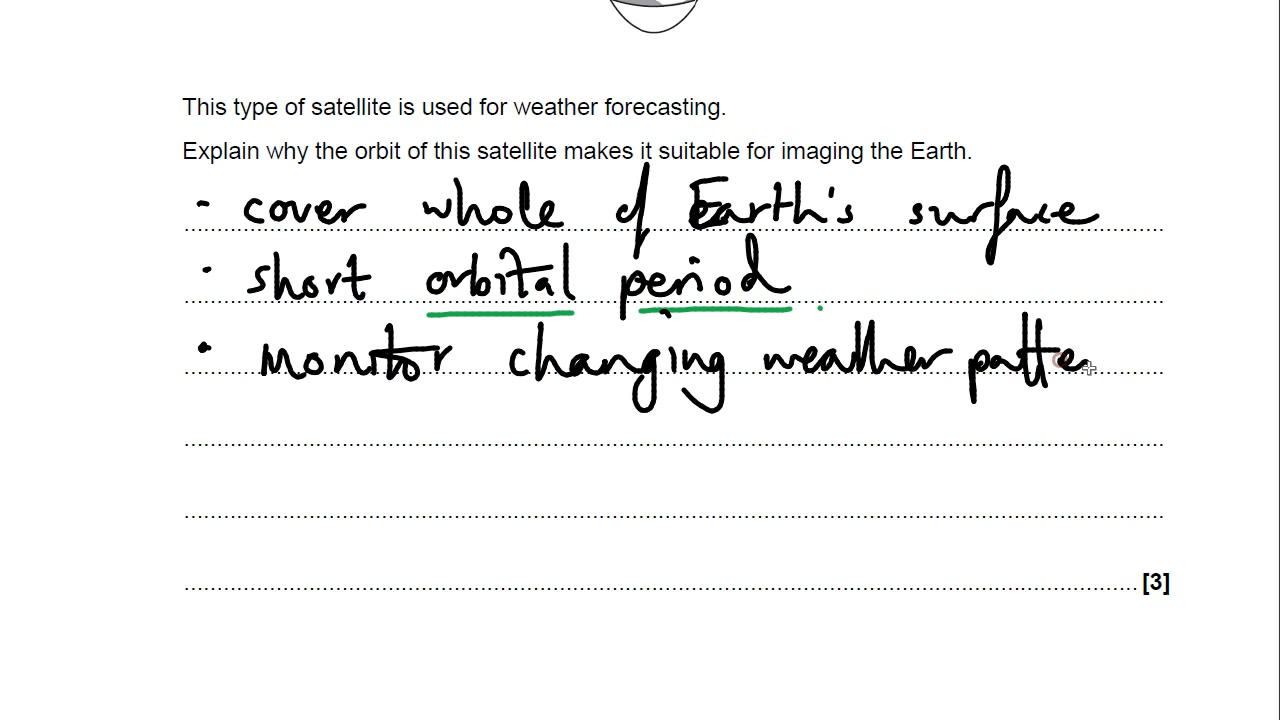 This type of satellite is used for weather forecasting.
Explain why the orbit of this satellite makes it suitable for imaging the Earth.
· cover whole of Earth's surface
· short orbital period
· monitor changing weather patte
[3]